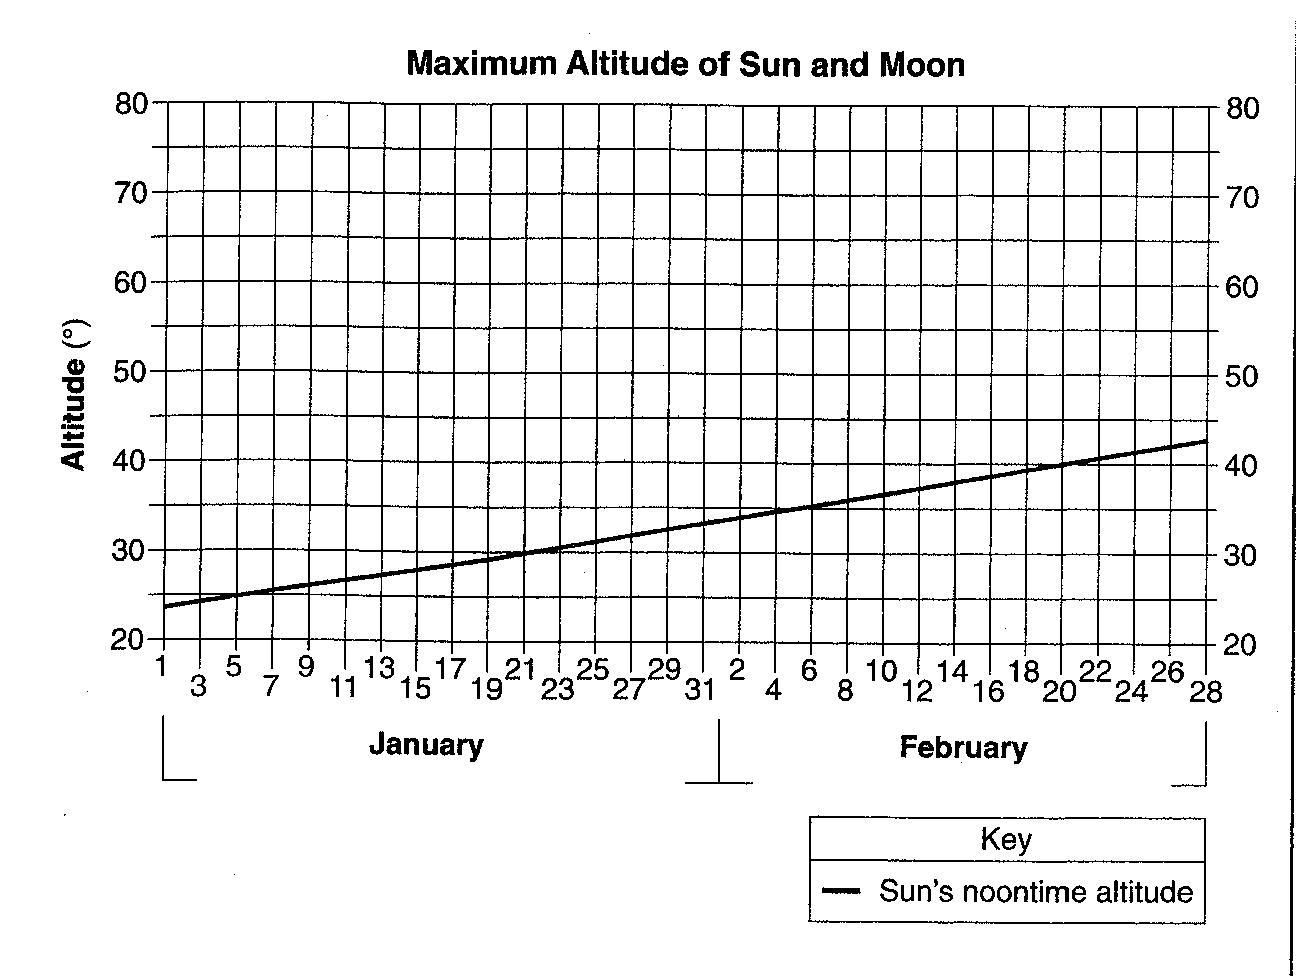 Maximum Altitude of Sun and Moon
80 80
70 70
60 60
50 50
40 40
30 30
20 20
Altitude (°)
1 5 9 13 17 21 25 29 2 6 10 14 18 22 26
3 7 11 15 19 23 27 31 4 8 12 16 20 24 28
January February
Key
Sun's noontime altitude